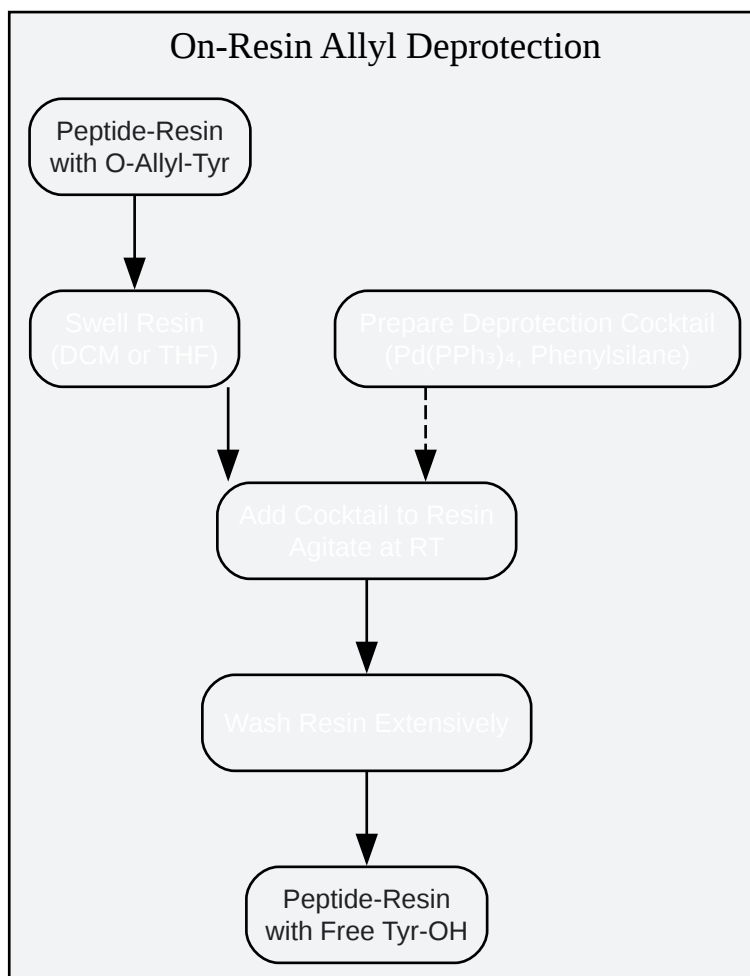 On-Resin Allyl Deprotection
Peptide-Resin
with O-Allyl-Tyr
Swell Resin
(DCM or THF)
Prepare Deprotection Cocktail
(Pd(PPh₃)₄, Phenylsilane)
Add Cocktail to Resin
Agitate at RT
Wash Resin Extensively
Peptide-Resin
with Free Tyr-OH